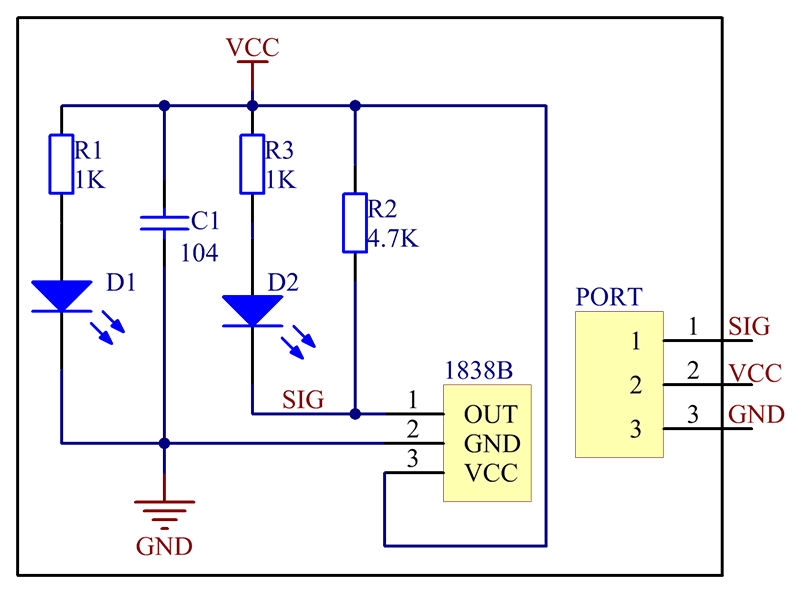 VCC
R1
1K
R3
1K
R2
4.7K
C1
104
D1
D2
PORT
1 1 SIG
2 2 VCC
3 3 GND
1838B
SIG
1 OUT
2 GND
3 VCC
GND